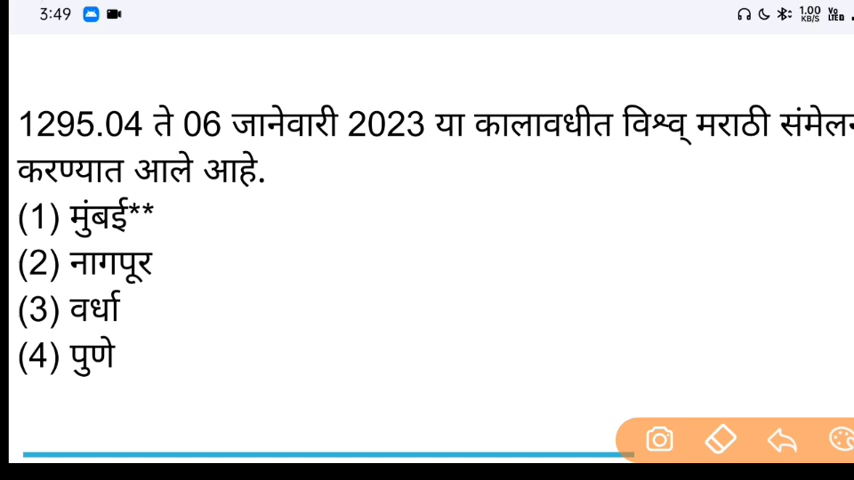 3:49
1.00 KB/S
1295.04 ते 06 जानेवारी 2023 या कालावधीत विश्व् मराठी
करण्यात आले आहे.
(1) मुंबई**
(2) नागपूर
(3) वर्धा
(4) पुणे